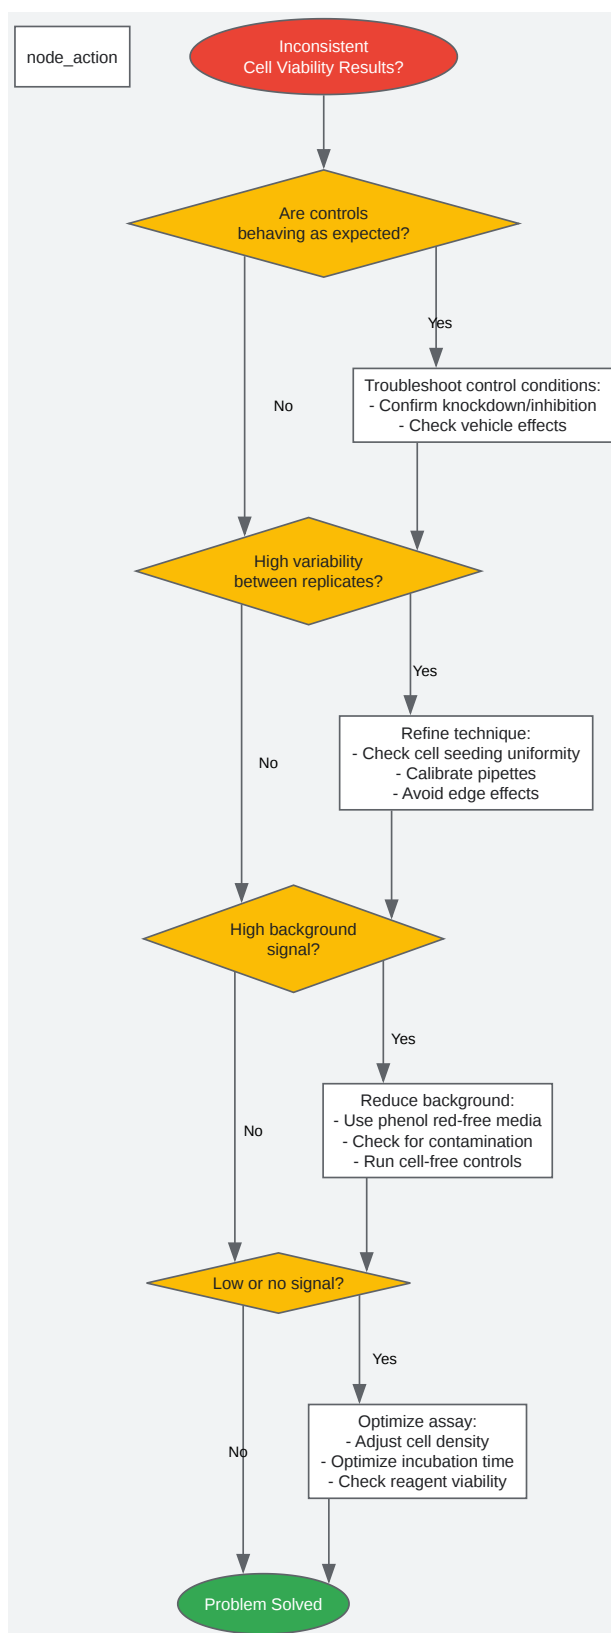 node_action
Inconsistent
Cell Viability Results?
Are controls
behaving as expected?
Yes
Troubleshoot control conditions:
- Confirm knockdown/inhibition
- Check vehicle effects
No
High variability
between replicates?
Yes
Refine technique:
- Check cell seeding uniformity
- Calibrate pipettes
- Avoid edge effects
No
High background
signal?
Yes
Reduce background:
- Use phenol red-free media
- Check for contamination
- Run cell-free controls
No
Low or no signal?
Yes
Optimize assay:
- Adjust cell density
- Optimize incubation time
- Check reagent viability
No
Problem Solved